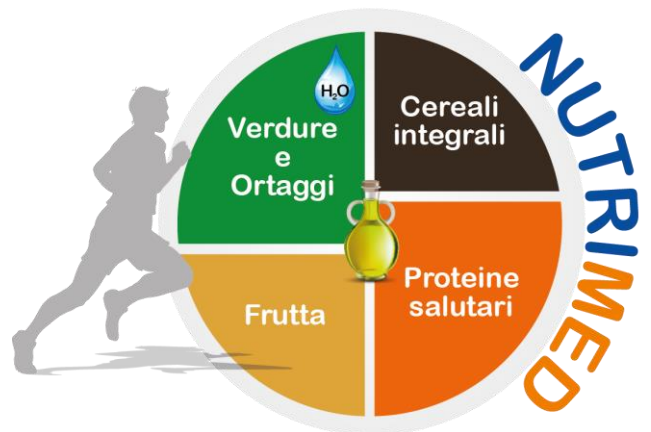 H₂O
Verdure
e
Ortaggi
Cereali
integrali
Frutta
Proteine
salutari
NUTRIMED